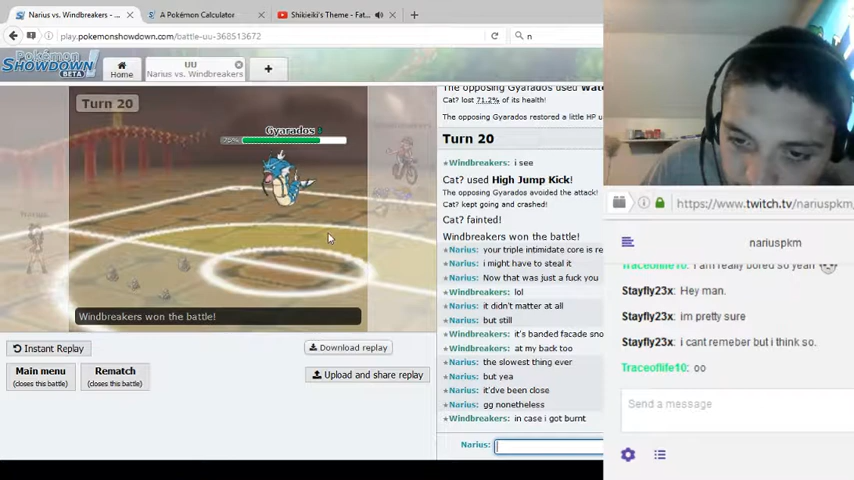 Narius vs. Windbreakers - ...
A Pokémon Calculator
Shikieiki's Theme - Fat...
play.pokemonshowdown.com/battle-uu-368513672
n
Pokémon
SHOWDOWN
BETA
Home
UU
Narius vs. Windbreakers
Turn 20
Gyarados
75%
Windbreakers won the battle!
Instant Replay
Download replay
Main menu
(closes this battle)
Rematch
(closes this battle)
Upload and share replay
The opposing Gyarados used Wat
Cat? lost 71.2% of its health!
The opposing Gyarados restored a little HP u
Turn 20
★Windbreakers: i see
Cat? used High Jump Kick!
The opposing Gyarados avoided the attack!
Cat? kept going and crashed!
Cat? fainted!
Windbreakers won the battle!
★Narius: your triple intimidate core is re
★Narius: i might have to steal it
★Narius: Now that was just a fuck you
★Windbreakers: lol
★Narius: it didn't matter at all
★Narius: but still
★Windbreakers: it's banded facade sno
★Windbreakers: at my back too
★Narius: the slowest thing ever
★Narius: but yea
★Narius: it'dve been close
★Narius: gg nonetheless
★Windbreakers: in case i got burnt
Narius:
https://www.twitch.tv/nariuspkm
nariuspkm
Traceoflife10: I am really bored so yeah
Stayfly23x: Hey man.
Stayfly23x: im pretty sure
Stayfly23x: i cant remeber but i think so.
Traceoflife10: oo
Send a message